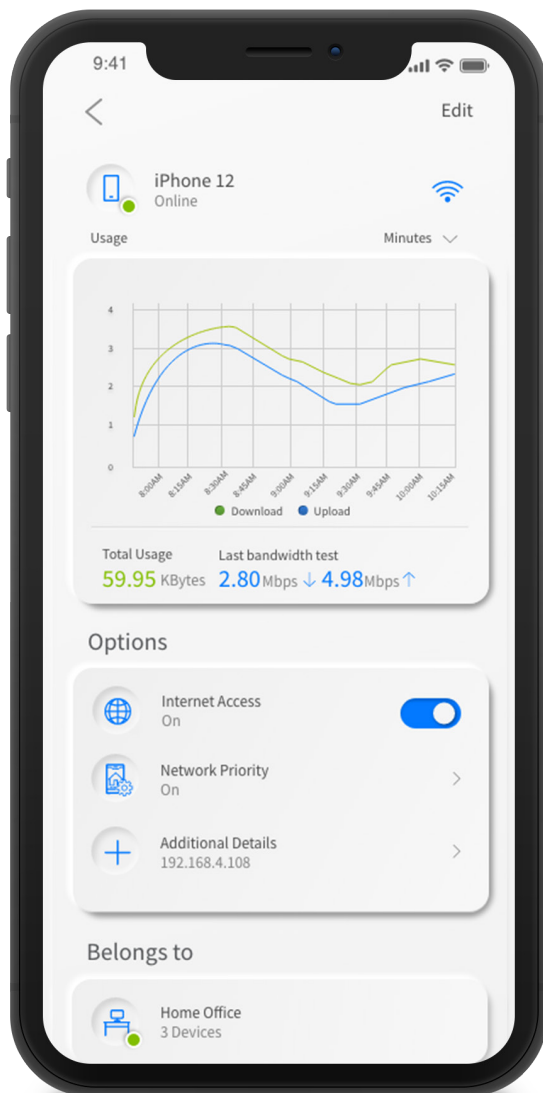 9:41
Edit
iPhone 12
Online
Usage
Minutes
4
3
2
1
0
8:00AM 8:15AM 8:30AM 8:45AM 9:00AM 9:15AM 9:30AM 9:45AM 10:00AM 10:15AM
Download Upload
Total Usage Last bandwidth test
59.95 KBytes 2.80 Mbps ↓ 4.98 Mbps ↑
Options
Internet Access
On
Network Priority
On
Additional Details
192.168.4.108
Belongs to
Home Office
3 Devices